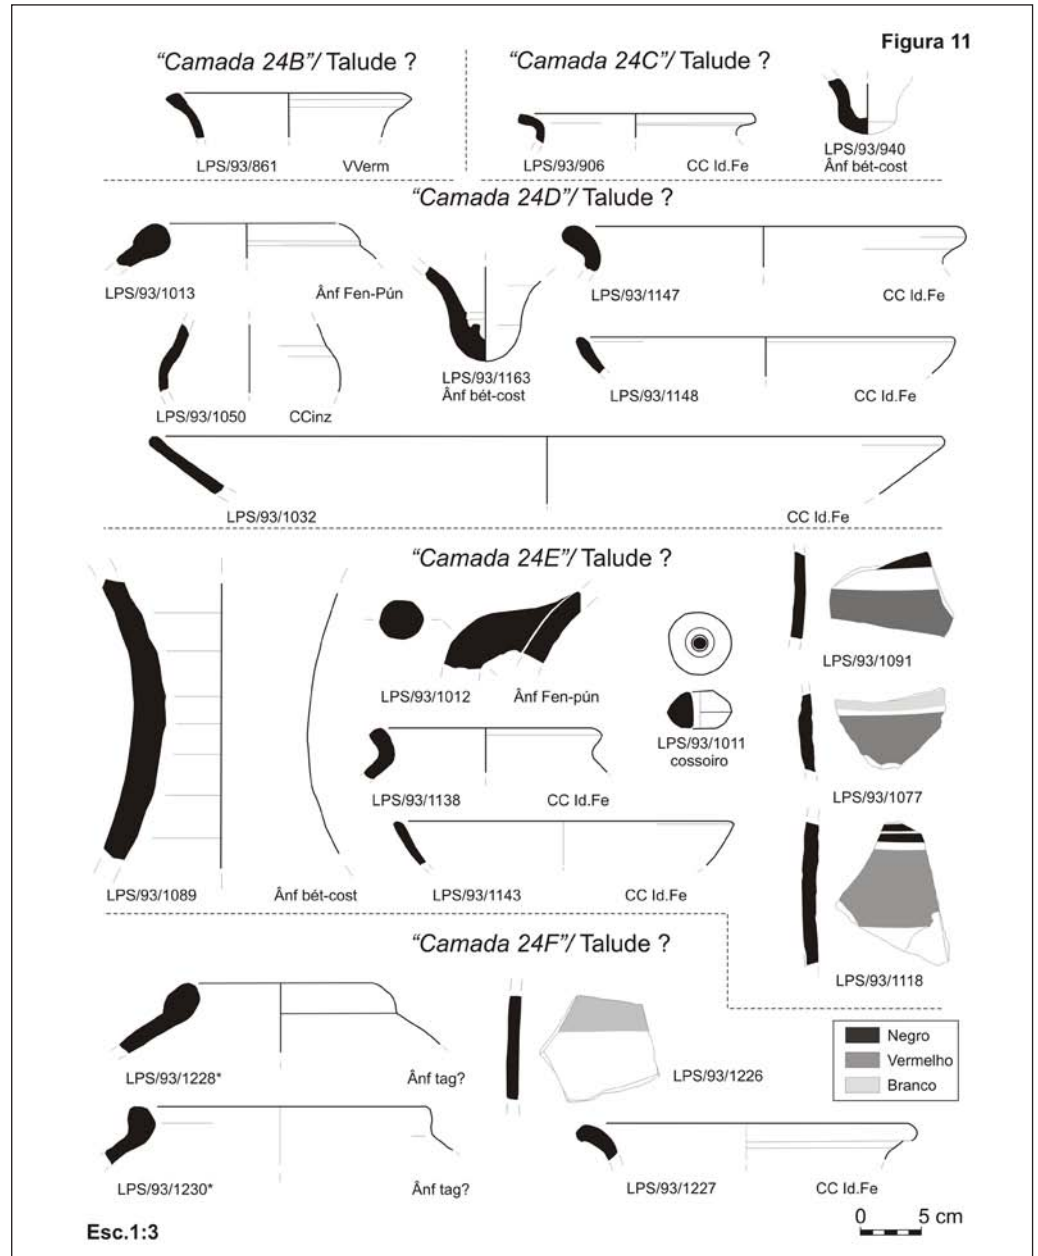 Figura 11
“Camada 24B”/ Talude ?
LPS/93/861 VVerm
“Camada 24C”/ Talude ?
LPS/93/906 CC Id.Fe
LPS/93/940
Ânf bét-cost
“Camada 24D”/ Talude ?
LPS/93/1013 Ânf Fen-Pún
LPS/93/1147 CC Id.Fe
LPS/93/1163
Ânf bét-cost
LPS/93/1148 CC Id.Fe
LPS/93/1050 CCinz
LPS/93/1032 CC Id.Fe
“Camada 24E”/ Talude ?
LPS/93/1012 Ânf Fen-pún
LPS/93/1091
LPS/93/1011
cossoiro
LPS/93/1077
LPS/93/1138 CC Id.Fe
LPS/93/1089 Ânf bét-cost
LPS/93/1143 CC Id.Fe
LPS/93/1118
“Camada 24F”/ Talude ?
LPS/93/1228* Ânf tag?
LPS/93/1226
Negro
Vermelho
Branco
LPS/93/1230* Ânf tag?
LPS/93/1227 CC Id.Fe
Esc.1:3
0 5 cm